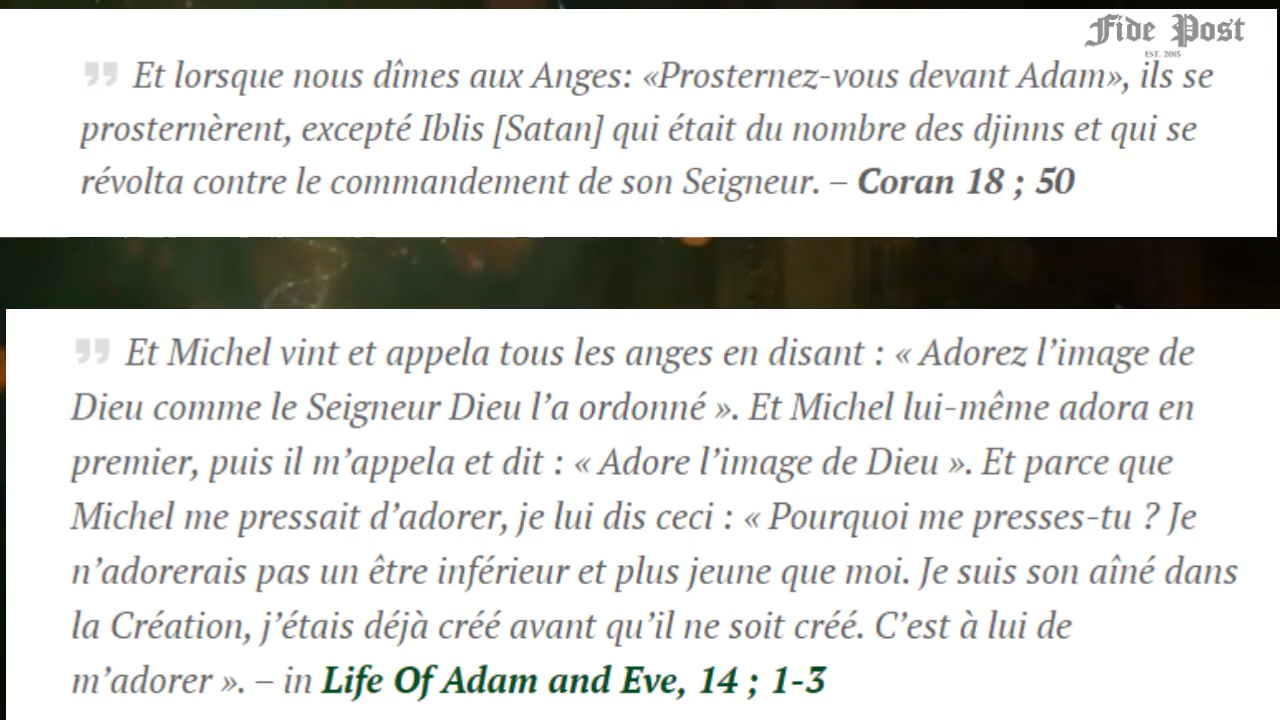 Fide Post
EST. 2015
Et lorsque nous dîmes aux Anges: «Prosternez-vous devant Adam», ils se
prosternèrent, excepté Iblis [Satan] qui était du nombre des djinns et qui se
révolta contre le commandement de son Seigneur. – Coran 18 ; 50
Et Michel vint et appela tous les anges en disant : « Adorez l’image de
Dieu comme le Seigneur Dieu l’a ordonné ». Et Michel lui-même adora en
premier, puis il m’appela et dit : « Adore l’image de Dieu ». Et parce que
Michel me pressait d’adorer, je lui dis ceci : « Pourquoi me presses-tu ? Je
n’adorerais pas un être inférieur et plus jeune que moi. Je suis son aîné dans
la Création, j’étais déjà créé avant qu’il ne soit créé. C’est à lui de
m’adorer ». – in Life Of Adam and Eve, 14 ; 1-3